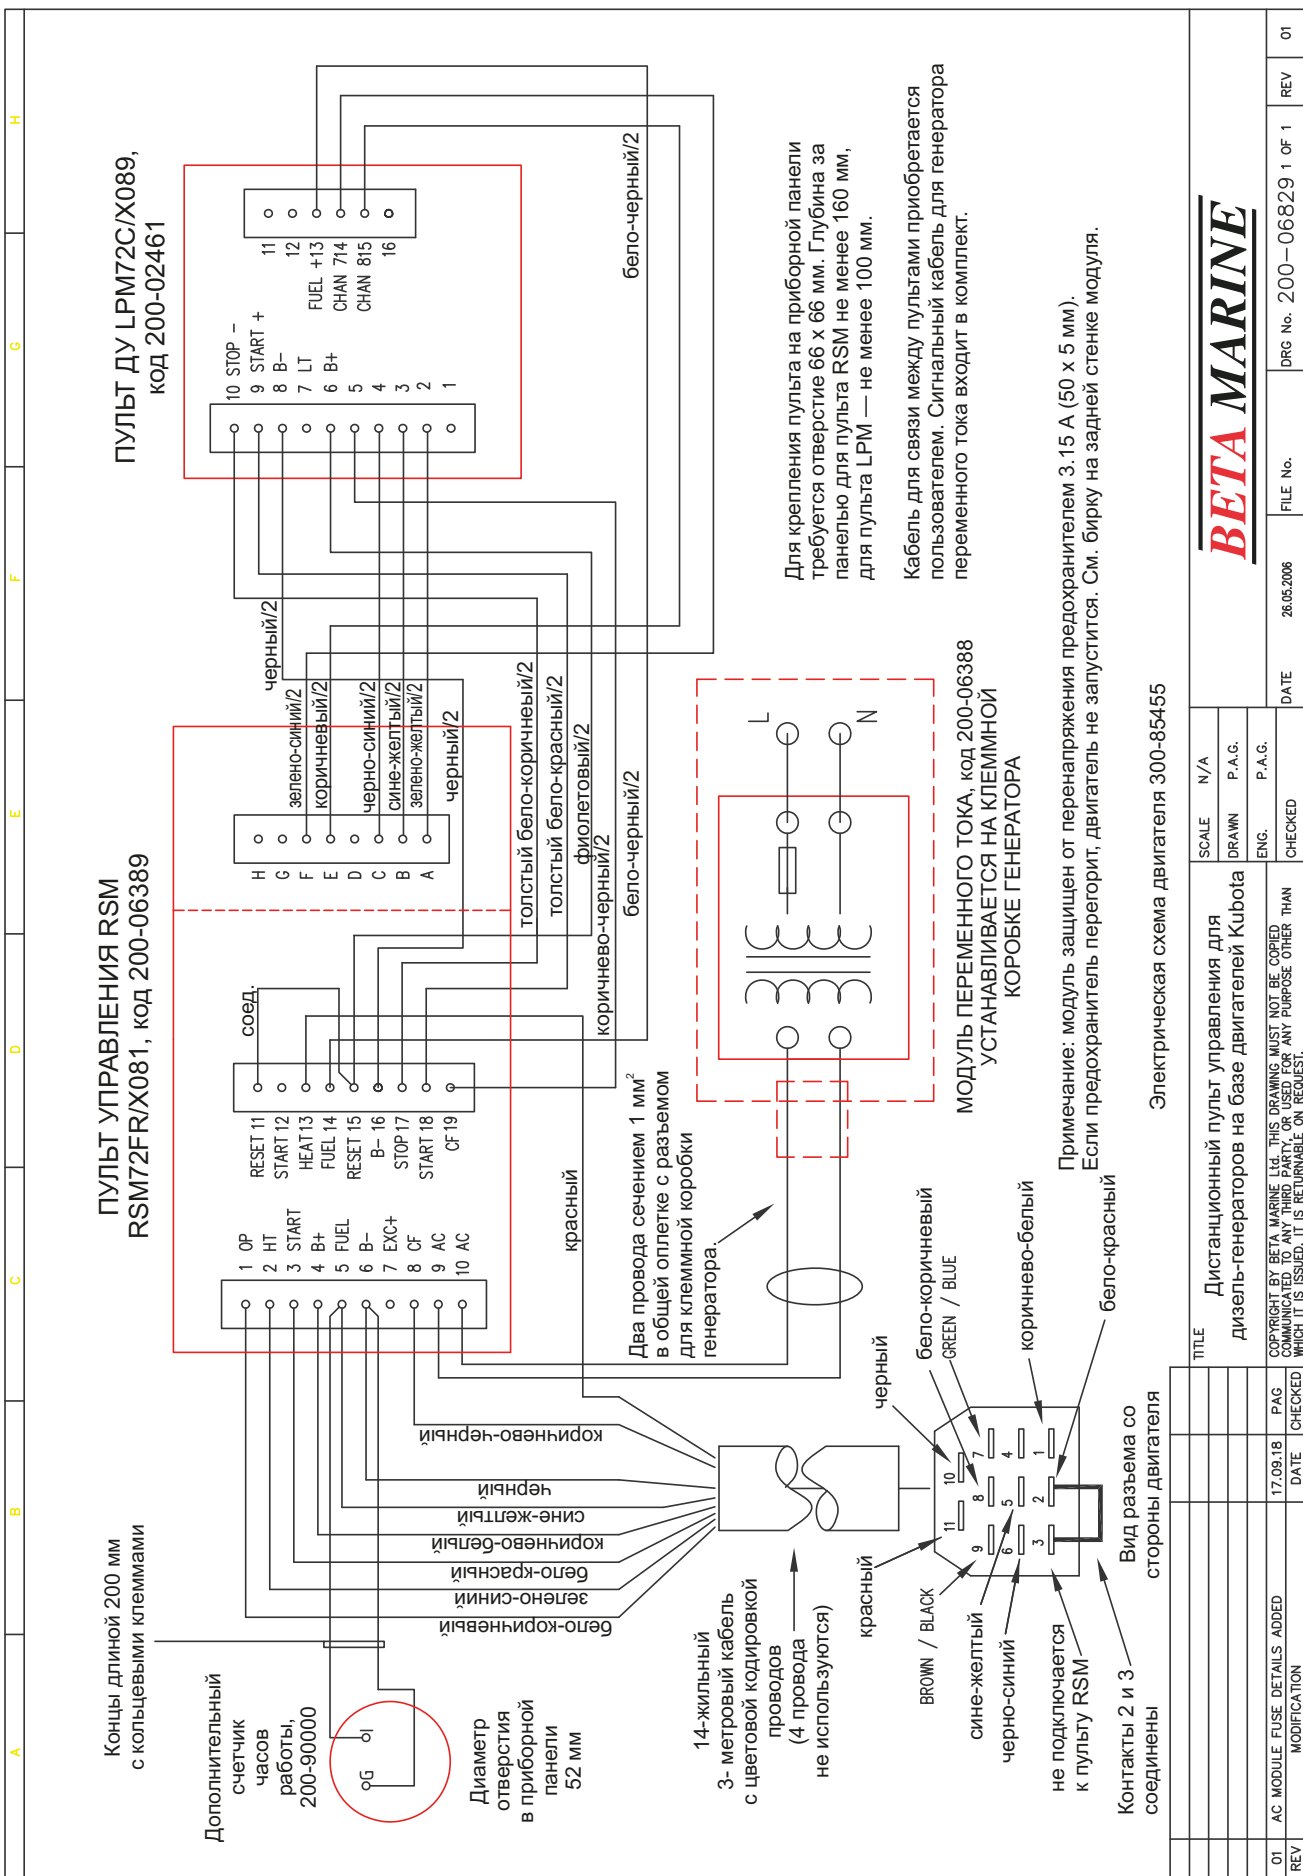 A
B
C
D
E
F
G
H
Концы длиной 200 мм
с кольцевыми клеммами
Дополнительный
счетчик
часов
работы,
200-90000
G
I
Диаметр
отверстия
в приборной
панели
52 мм
ПУЛЬТ УПРАВЛЕНИЯ RSM
RSM72FR/X081, код 200-06389
1 OP
2 HT
3 START
4 B+
5 FUEL
6 B-
7 EXC+
8 CF
9 AC
10 AC
RESET 11
START 12
HEAT13
FUEL 14
RESET 15
B- 16
STOP17
START 18
CF19
соед.
H
G
F
E
D
C
B
A
зелено-синий/2
коричневый/2
черно-синий/2
сине-желтый/2
зелено-желтый/2
черный/2
черный/2
толстый бело-коричнеый/2
толстый бело-красный/2
фиолетовый/2
коричнево-черный/2
бело-черный/2
бело-черный/2
ПУЛЬТ ДУ LPM72C/X089,
код 200-02461
10 STOP -
9 START +
8 B-
7 LT
6 B+
5
4
3
2
1
11
12
FUEL +13
CHAN 714
CHAN 815
16
красный
коричнево-черный
черный
сине-желтый
коричнево-белый
бело-красный
зелено-синий
бело-коричневый
14-жильный
3- метровый кабель
с цветовой кодировкой
проводов
(4 провода
не используются)
Два провода сечением 1 мм²
в общей оплетке с разъемом
для клеммной коробки
генератора.
L
N
МОДУЛЬ ПЕРЕМЕННОГО ТОКА, код 200-06388
УСТАНАВЛИВАЕТСЯ НА КЛЕММНОЙ
КОРОБКЕ ГЕНЕРАТОРА
Для крепления пульта на приборной панели
требуется отверстие 66 x 66 мм. Глубина за
панелью для пульта RSM не менее 160 мм,
для пульта LPM — не менее 100 мм.
Кабель для связи между пультами приобретается
пользователем. Сигнальный кабель для генератора
переменного тока входит в комплект.
Примечание: модуль защищен от перенапряжения предохранителем 3.15 А (50 x 5 мм).
Если предохранитель перегорит, двигатель не запустится. См. бирку на задней стенке модуля.
Электрическая схема двигателя 300-85455
красный
черный
бело-коричневый
GREEN / BLUE
коричнево-белый
бело-красный
BROWN / BLACK
сине-желтый
черно-синий
не подключается
к пульту RSM
Контакты 2 и 3
соединены
11
10
9
8
7
6
5
4
3
2
1
Вид разъема со
стороны двигателя
01
AC MODULE FUSE DETAILS ADDED
17.09.18
PAG
REV
MODIFICATION
DATE
CHECKED
TITLE
Дистанционный пульт управления для
дизель-генераторов на базе двигателей Kubota
COPYRIGHT BY BETA MARINE Ltd. THIS DRAWING MUST NOT BE COPIED
COMMUNICATED TO ANY THIRD PARTY, OR USED FOR ANY PURPOSE OTHER THAN
WHICH IT IS ISSUED. IT IS RETURNABLE ON REQUEST.
SCALE N/A
DRAWN P.A.G.
ENG. P.A.G.
CHECKED
BETA MARINE
DATE
26.05.2006
FILE No.
DRG No. 200-06829 1 OF 1
REV
01